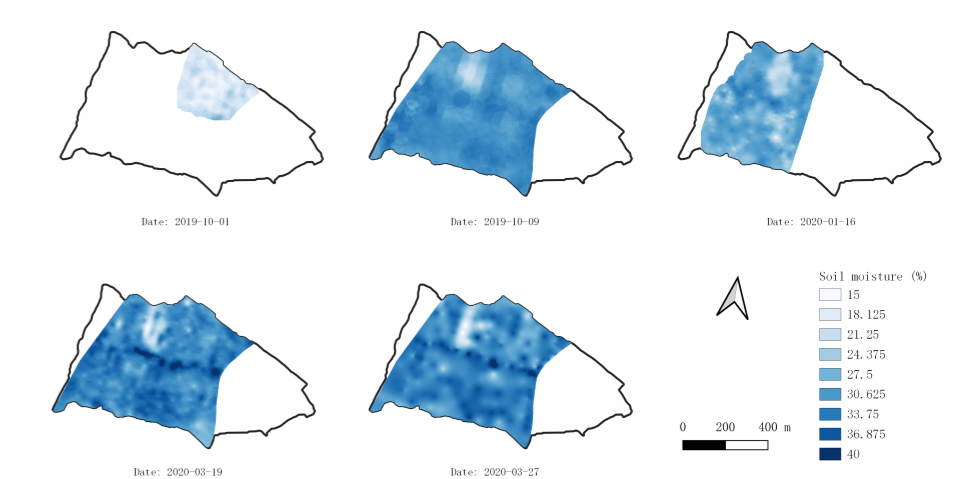 Date: 2019-10-01
Date: 2019-10-09
Date: 2020-01-16
Date: 2020-03-19
Date: 2020-03-27
0 200 400 m
Soil moisture (%)
15
18.125
21.25
24.375
27.5
30.625
33.75
36.875
40